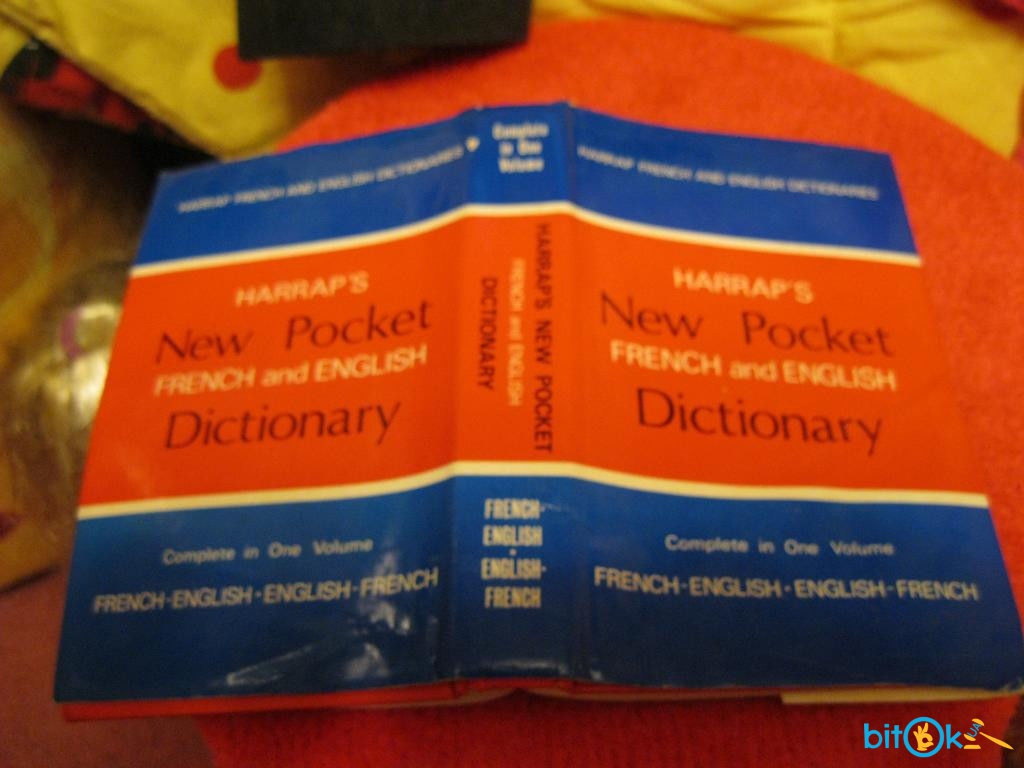 HARRAP FRENCH AND ENGLISH DICTIONARIES
HARRAP'S
New Pocket
FRENCH and ENGLISH
Dictionary
Complete in One Volume
FRENCH-ENGLISH · ENGLISH-FRENCH
Complete
in One
Volume
HARRAP'S NEW POCKET
FRENCH and ENGLISH
DICTIONARY
FRENCH-
ENGLISH
·
ENGLISH-
FRENCH
HARRAP FRENCH AND ENGLISH DICTIONARIES
HARRAP'S
New Pocket
FRENCH and ENGLISH
Dictionary
Complete in One Volume
FRENCH-ENGLISH · ENGLISH-FRENCH
bitOk
UA